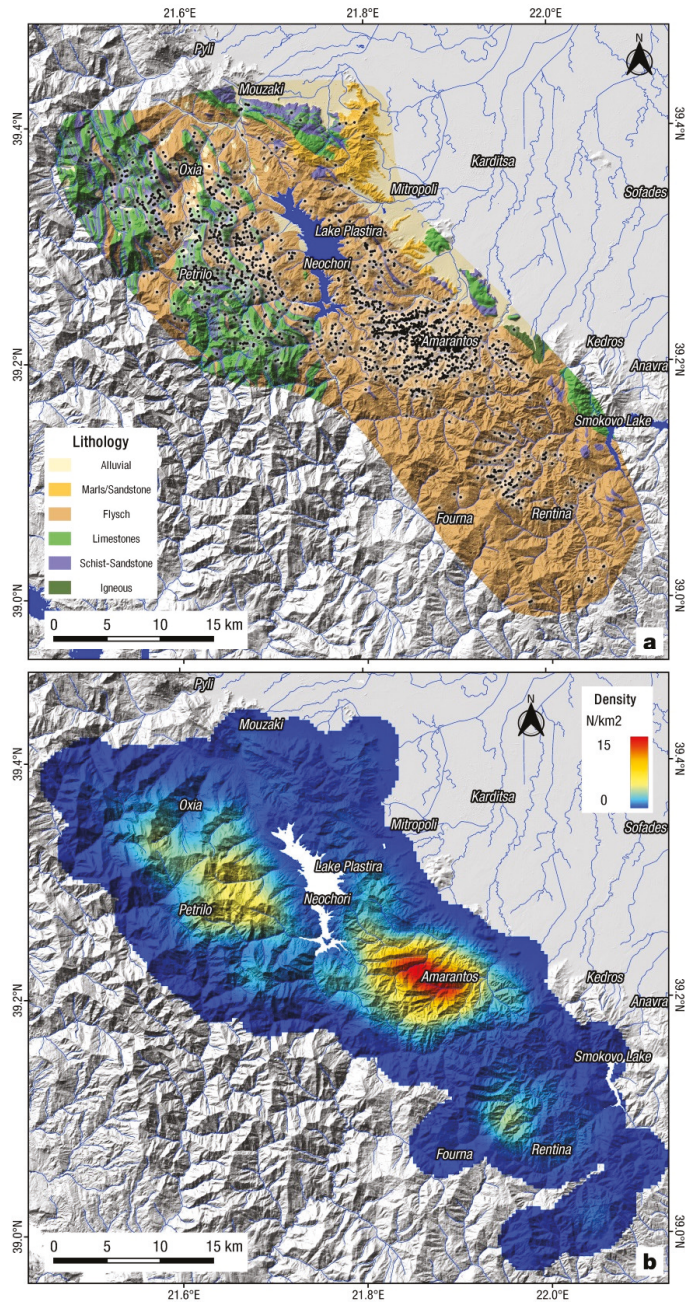 21.6°E
21.8°E
22.0°E
Pyli
N
Mouzaki
39.4°N
39.4°N
Oxia
Karditsa
Mitropoli
Sofades
Lake Plastira
Neochori
Petrilo
Amarantos
Kedros
39.2°N
39.2°N
Anavra
Smokovo Lake
Lithology
Alluvial
Marls/Sandstone
Flysch
Limestones
Schist-Sandstone
Igneous
Fourna
Rentina
39.0°N
39.0°N
0 5 10 15 km
a
21.6°E
21.8°E
22.0°E
Pyli
N
Density
N/km2
15
0
Mouzaki
39.4°N
39.4°N
Karditsa
Oxia
Mitropoli
Sofades
Lake Plastira
Neochori
Petrilo
Amarantos
Kedros
39.2°N
39.2°N
Anavra
Smokovo Lake
Fourna
Rentina
39.0°N
39.0°N
0 5 10 15 km
b
21.6°E
21.8°E
22.0°E